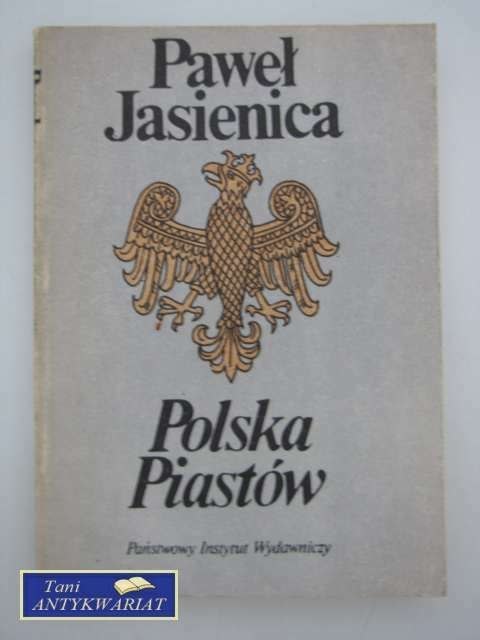 Paweł
Jasienica
Polska
Piastów
Państwowy Instytut Wydawniczy
Tani
ANTYKWARIAT